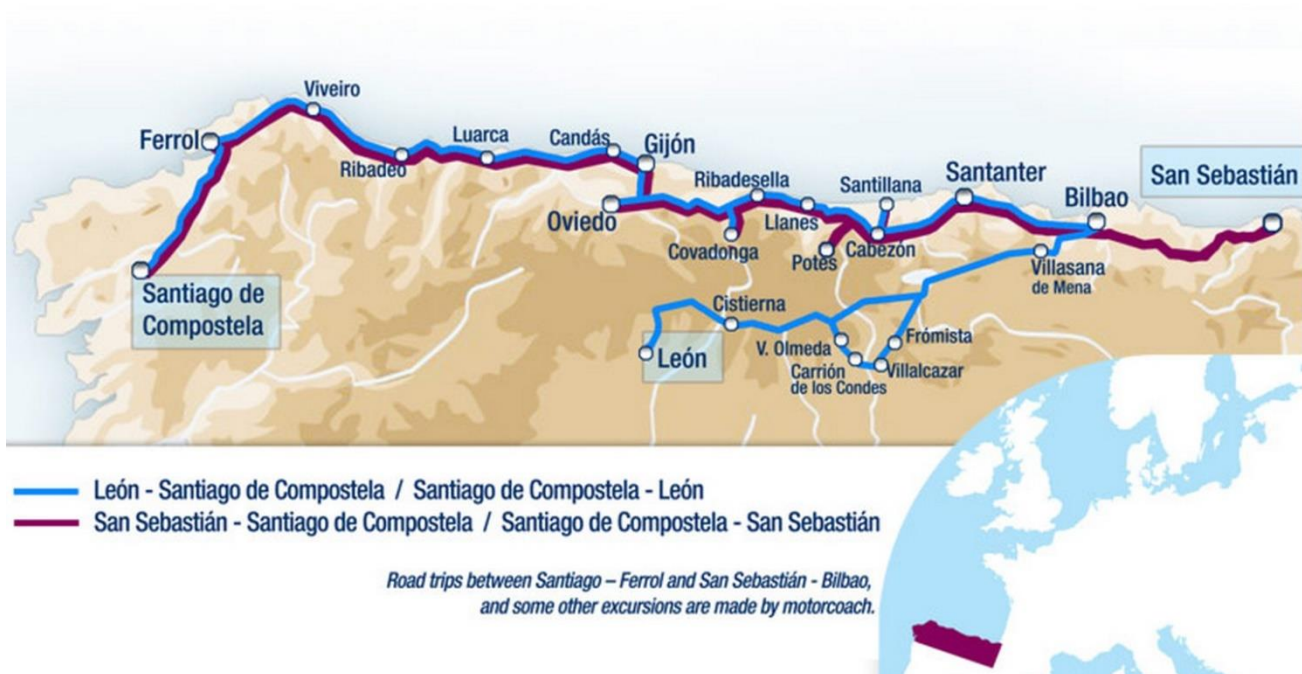 Viveiro
Ferrol
Ribadeo
Luarca
Candás
Gijón
Oviedo
Ribadesella
Covadonga
Llanes
Potes
Santillana
Cabezón
Santanter
Bilbao
San Sebastián
Villasana
de Mena
Santiago de
Compostela
León
Cistierna
V. Olmeda
Carrión
de los Condes
Frómista
Villalcazar
León - Santiago de Compostela / Santiago de Compostela - León
San Sebastián - Santiago de Compostela / Santiago de Compostela - San Sebastián
Road trips between Santiago – Ferrol and San Sebastián - Bilbao,
and some other excursions are made by motorcoach.